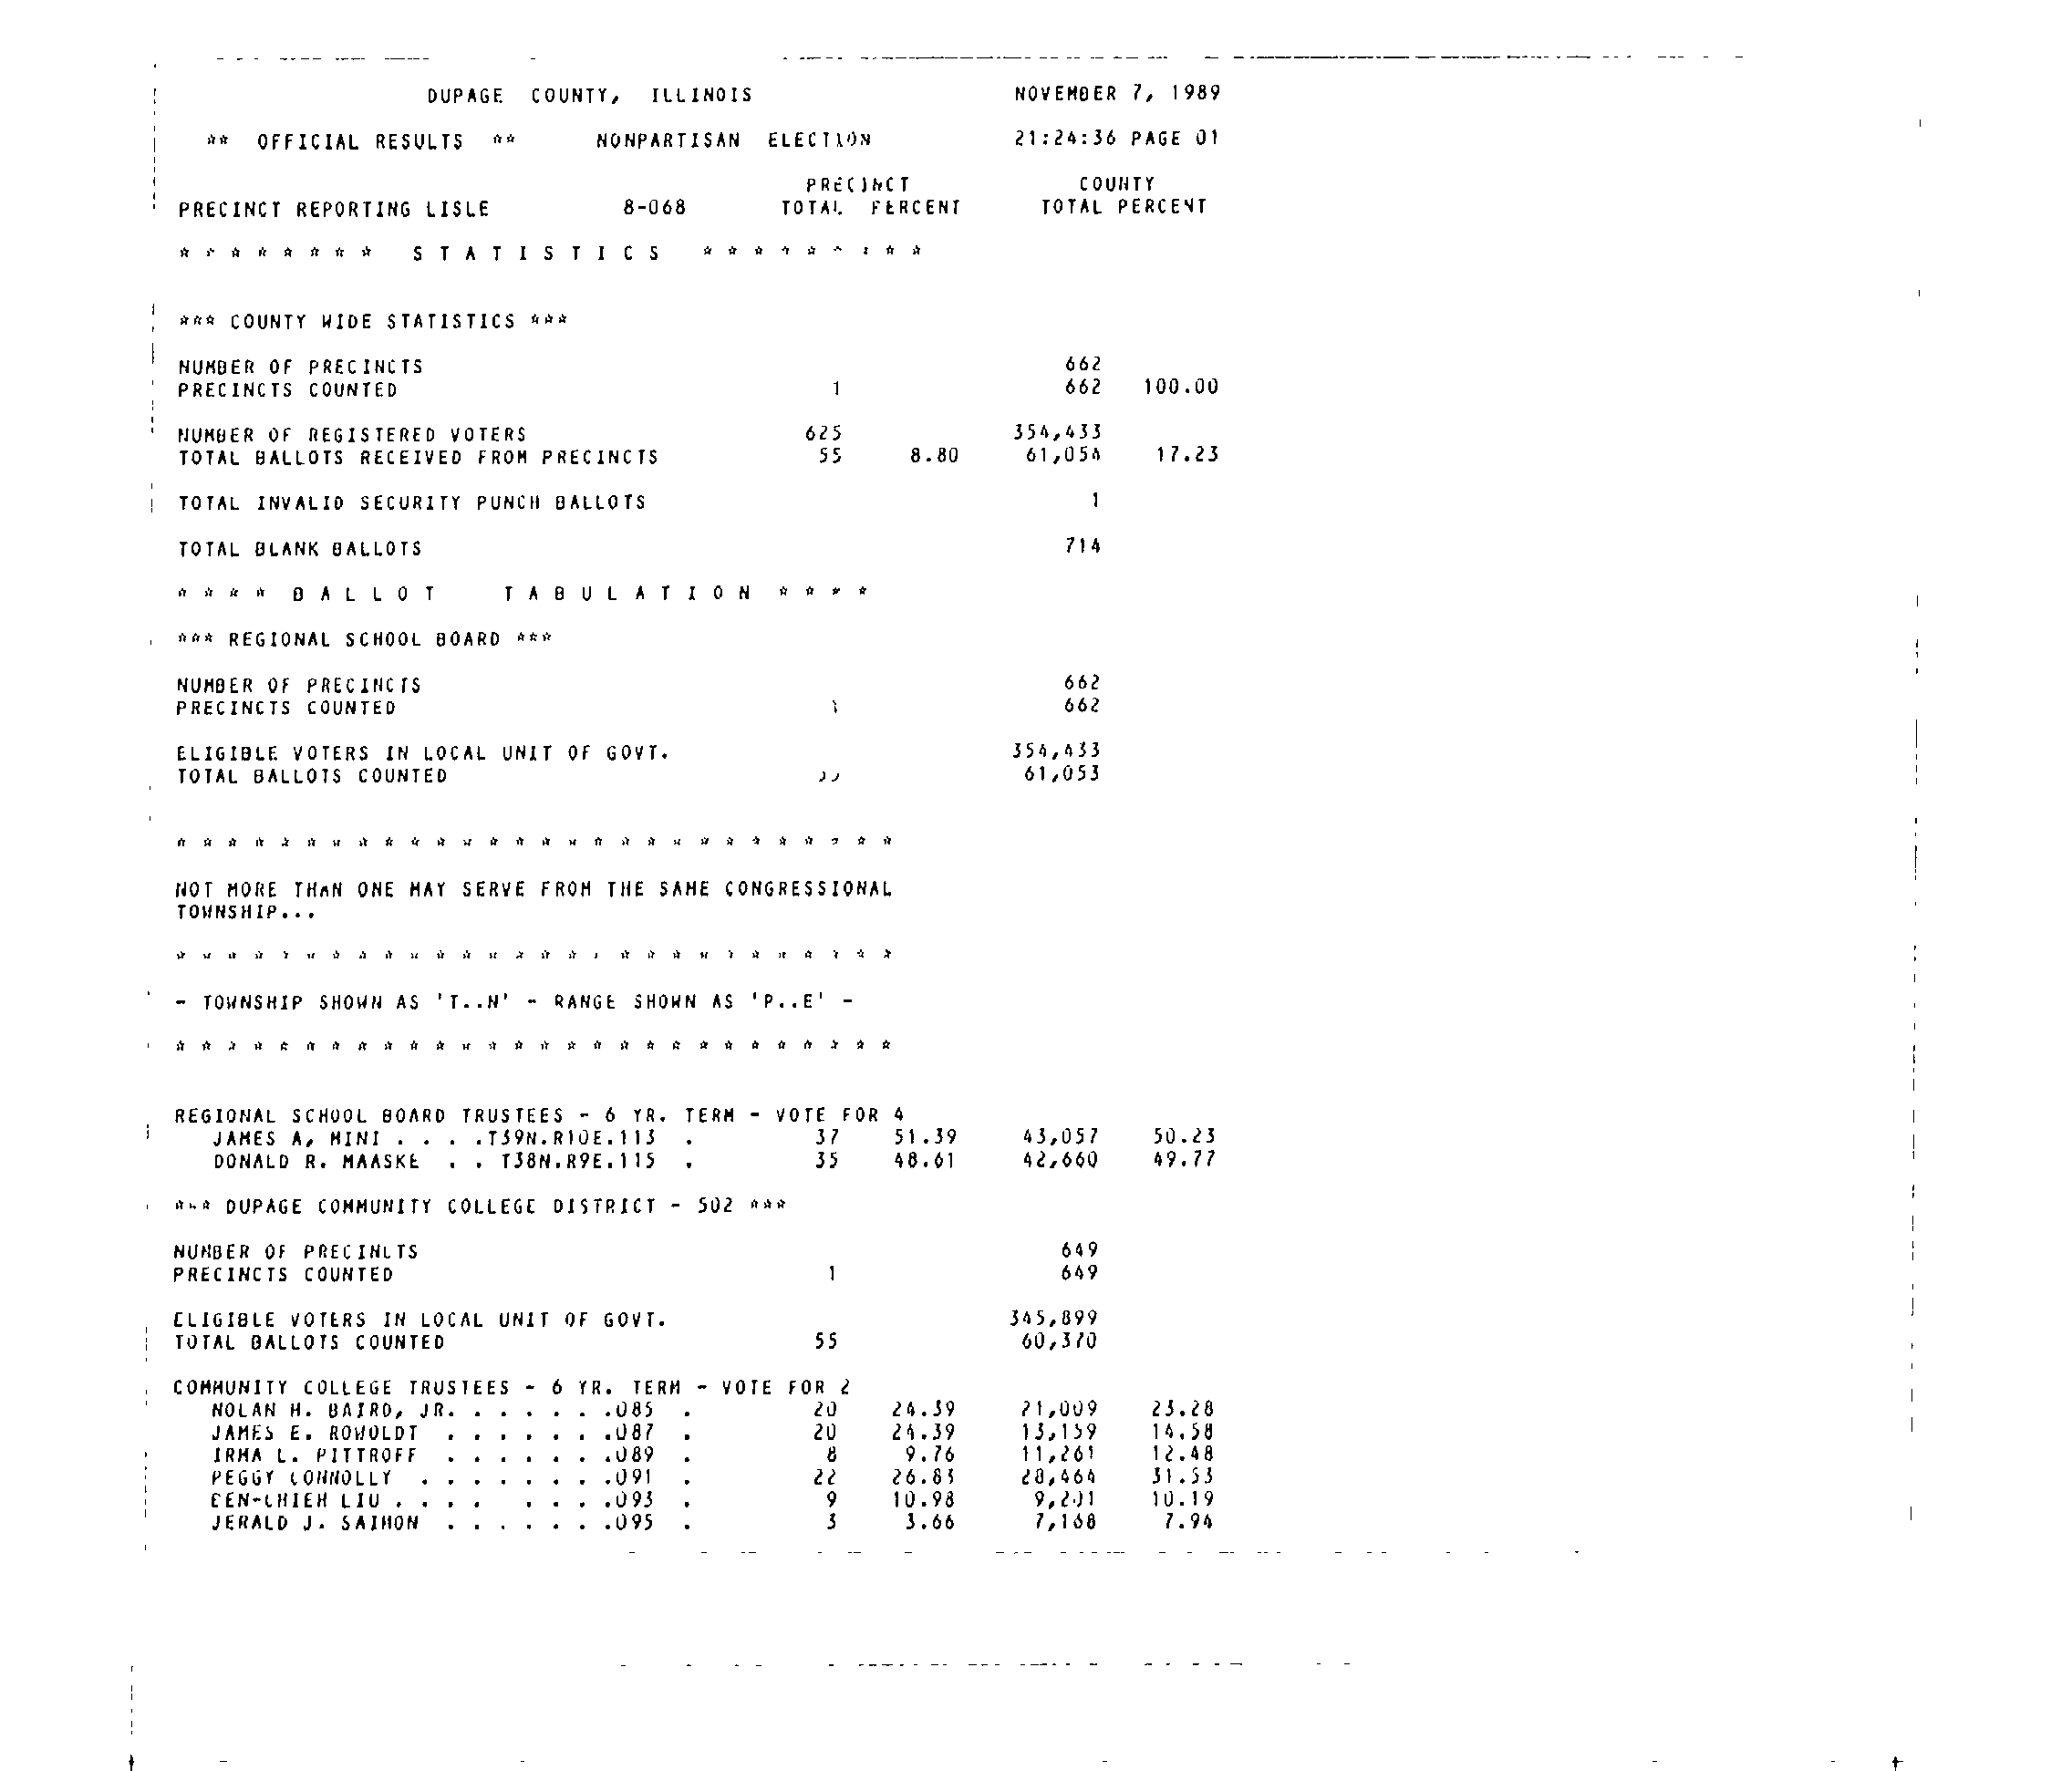 DUPAGE COUNTY, ILLINOIS NOVEMBER 7, 1989
** OFFICIAL RESULTS ** NONPARTISAN ELECTION 21:24:36 PAGE 01
PRECINCT COUNTY
PRECINCT REPORTING LISLE 8-068 TOTAL PERCENT TOTAL PERCENT
* * * * * * * * S T A T I S T I C S * * * * * * * * *
*** COUNTY WIDE STATISTICS ***
NUMBER OF PRECINCTS 662
PRECINCTS COUNTED 1 662 100.00
NUMBER OF REGISTERED VOTERS 625 354,433
TOTAL BALLOTS RECEIVED FROM PRECINCTS 55 8.80 61,054 17.23
TOTAL INVALID SECURITY PUNCH BALLOTS 1
TOTAL BLANK BALLOTS 714
* * * * B A L L O T T A B U L A T I O N * * * *
*** REGIONAL SCHOOL BOARD ***
NUMBER OF PRECINCTS 662
PRECINCTS COUNTED 1 662
ELIGIBLE VOTERS IN LOCAL UNIT OF GOVT. 354,433
TOTAL BALLOTS COUNTED 61,053
* * * * * * * * * * * * * * * * * * * * * * * * * * * *
NOT MORE THAN ONE MAY SERVE FROM THE SAME CONGRESSIONAL
TOWNSHIP...
* * * * * * * * * * * * * * * * * * * * * * * * * * * *
- TOWNSHIP SHOWN AS 'T..N' - RANGE SHOWN AS 'P..E' -
* * * * * * * * * * * * * * * * * * * * * * * * * * * *
REGIONAL SCHOOL BOARD TRUSTEES - 6 YR. TERM - VOTE FOR 4
JAMES A, MINI . . . .T39N.R10E.113 . 37 51.39 43,057 50.23
DONALD R. MAASKE . . T38N.R9E.115 . 35 48.61 42,660 49.77
*** DUPAGE COMMUNITY COLLEGE DISTRICT - 502 ***
NUMBER OF PRECINCTS 649
PRECINCTS COUNTED 1 649
ELIGIBLE VOTERS IN LOCAL UNIT OF GOVT. 345,899
TOTAL BALLOTS COUNTED 55 60,370
COMMUNITY COLLEGE TRUSTEES - 6 YR. TERM - VOTE FOR 2
NOLAN H. BAIRD, JR. . . . . . .085 . 20 24.39 21,009 23.28
JAMES E. ROWOLDT . . . . . . .087 . 20 24.39 13,159 14.58
IRMA L. PITTROFF . . . . . . .089 . 8 9.76 11,261 12.48
PEGGY CONNOLLY . . . . . . . .091 . 22 26.83 28,464 31.53
CEN-CHIEH LIU . . . . . . . .093 . 9 10.98 9,201 10.19
JERALD J. SAIMON . . . . . . .095 . 3 3.66 7,168 7.94